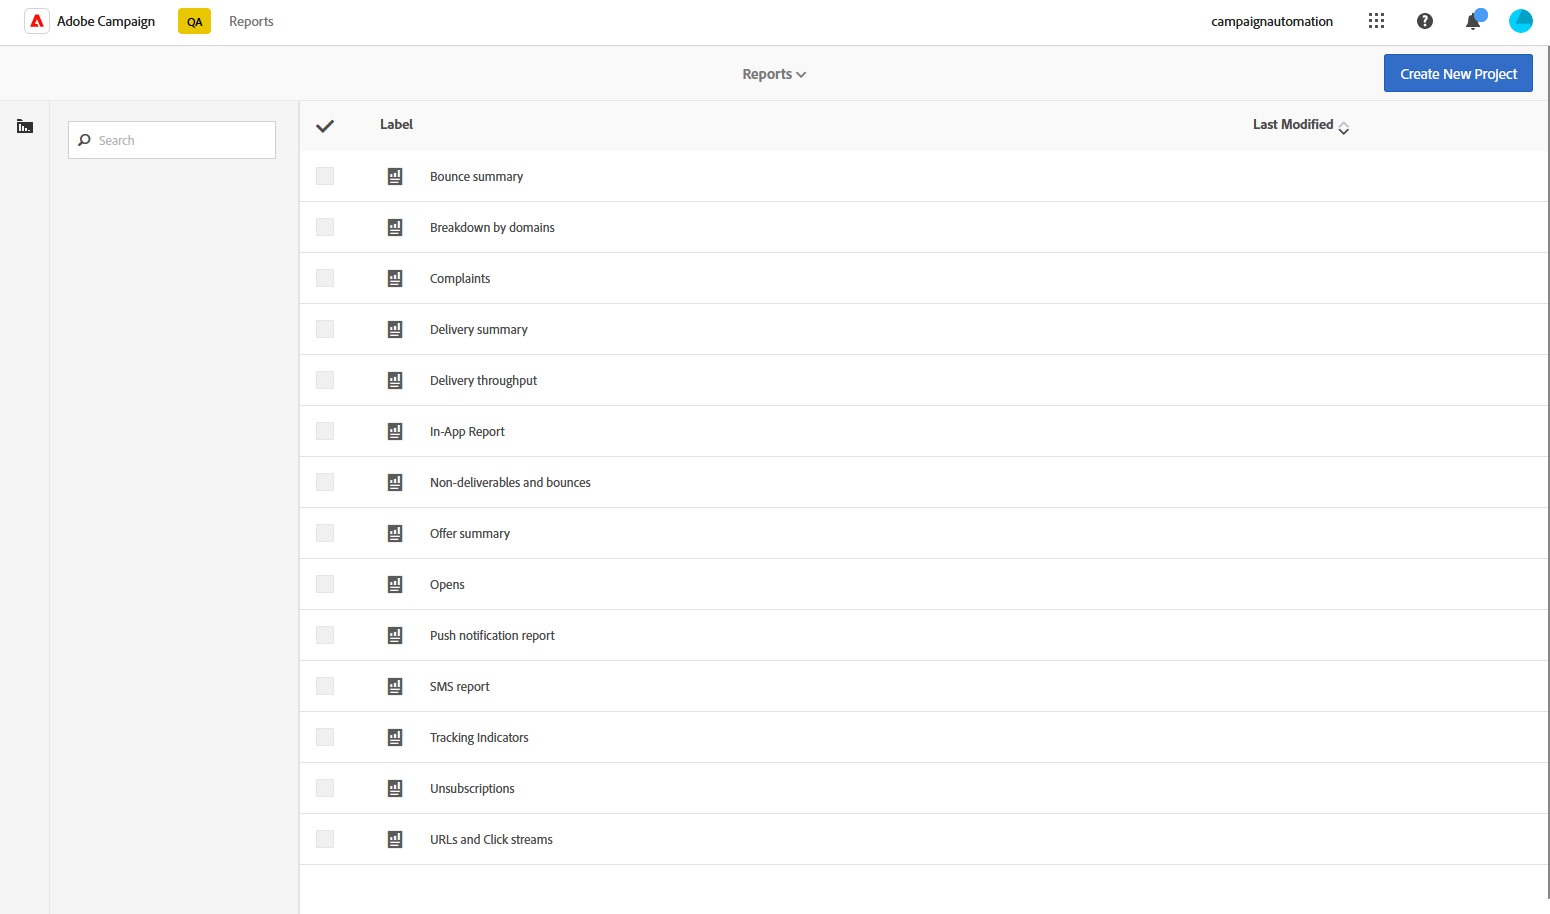 Adobe Campaign
QA
Reports
campaignautomation
Reports
Create New Project
Search
Label
Last Modified
Bounce summary
Breakdown by domains
Complaints
Delivery summary
Delivery throughput
In-App Report
Non-deliverables and bounces
Offer summary
Opens
Push notification report
SMS report
Tracking Indicators
Unsubscriptions
URLs and Click streams